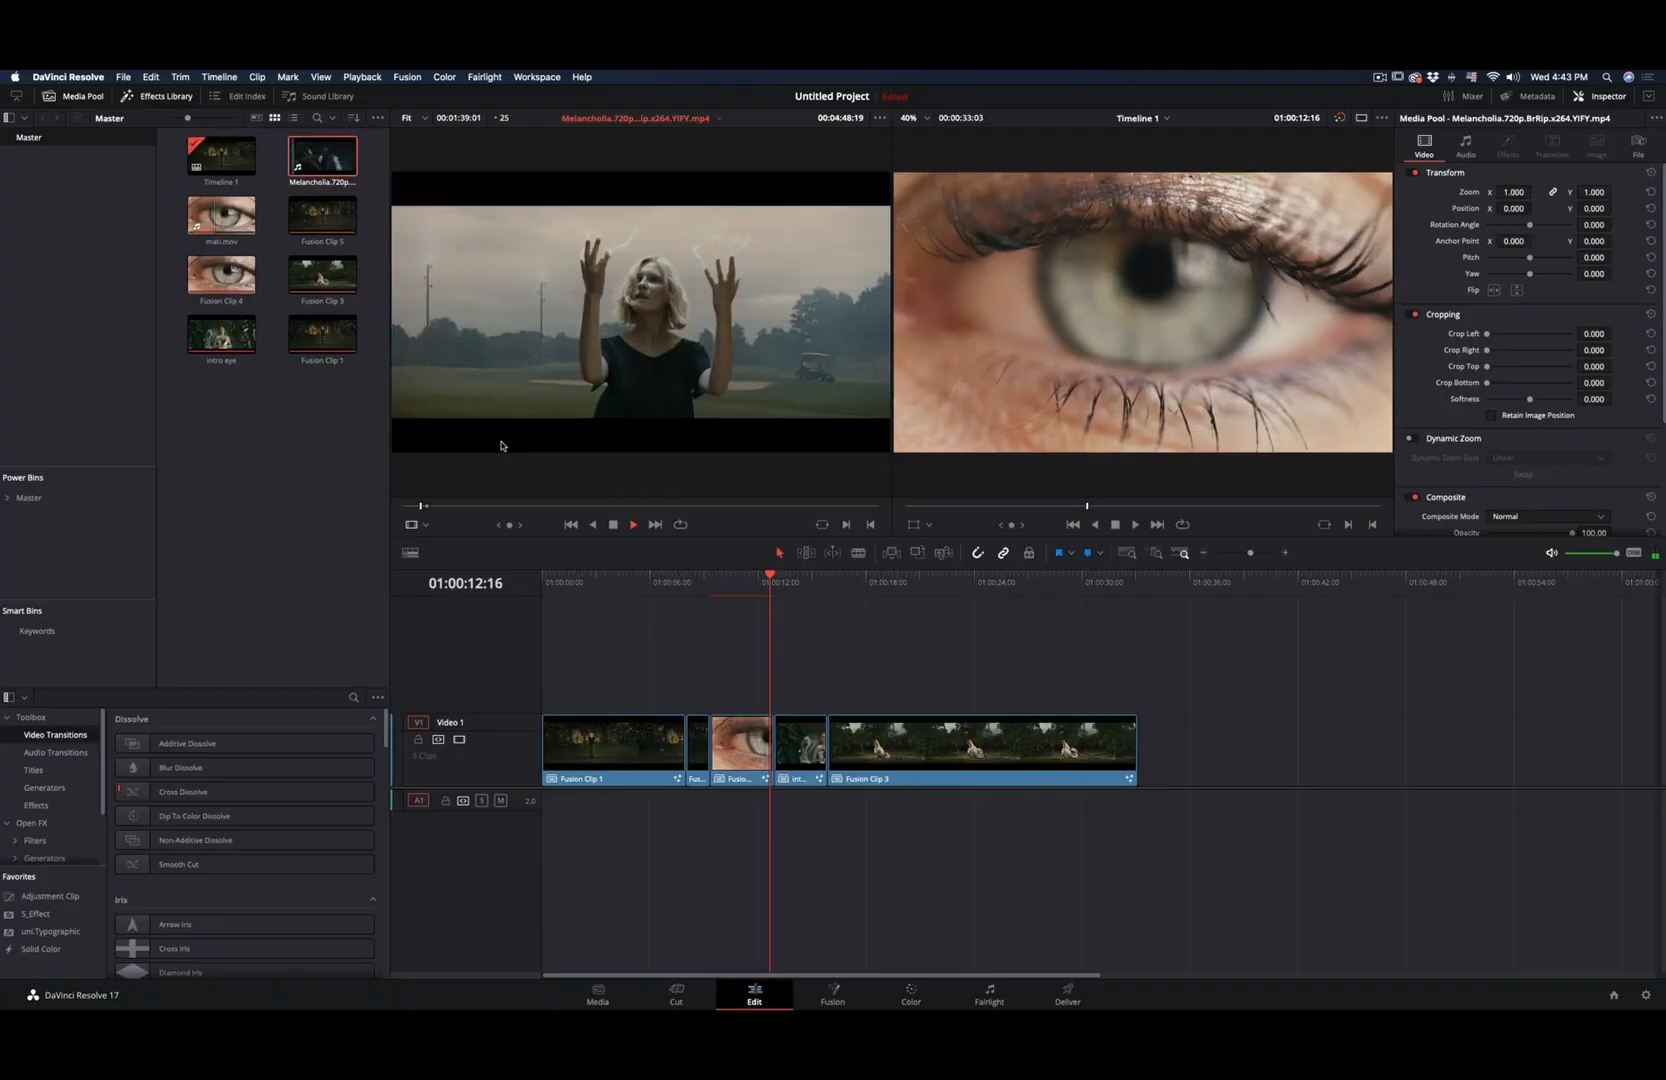 DaVinci Resolve File Edit Trim Timeline Clip Mark View Playback Fusion Color Fairlight Workspace Help Wed 4:43 PM
Media Pool Effects Library Edit Index Sound Library Untitled Project Edited Mixer Metadata Inspector
Master Fit 00:01:39:01 25 Melancholia.720p...ip.x264.YIFY.mp4 00:04:48:19 40% 00:00:33:03 Timeline 1 01:00:12:16 Media Pool - Melancholia.720p.BrRip.x264.YIFY.mp4
Master
Timeline 1 Melancholia.720p....
mati.mov Fusion Clip 5
Fusion Clip 4 Fusion Clip 3
intro eye Fusion Clip 1
Video Audio Effects Transition Image File
Transform
Zoom X 1.000 Y 1.000
Position X 0.000 Y 0.000
Rotation Angle 0.000
Anchor Point X 0.000 Y 0.000
Pitch 0.000
Yaw 0.000
Flip
Cropping
Crop Left 0.000
Crop Right 0.000
Crop Top 0.000
Crop Bottom 0.000
Softness 0.000
Retain Image Position
Dynamic Zoom
Dynamic Zoom Ease Linear
Swap
Composite
Composite Mode Normal
Opacity 100.00
Power Bins
Master
Smart Bins
Keywords
DIM
01:00:12:16 01:00:00:00 01:00:06:00 01:00:12:00 01:00:18:00 01:00:24:00 01:00:30:00 01:00:36:00 01:00:42:00 01:00:48:00 01:00:54:00 01:01:00:0
V1 Video 1
5 Clips
Fusion Clip 1 Fus... Fusio... int... Fusion Clip 3
A1 S M 2.0
Toolbox
Video Transitions
Audio Transitions
Titles
Generators
Effects
Open FX
Filters
Generators
Favorites
Adjustment Clip
S_Effect
uni.Typographic
Solid Color
Dissolve
Additive Dissolve
Blur Dissolve
Cross Dissolve
Dip To Color Dissolve
Non-Additive Dissolve
Smooth Cut
Iris
Arrow Iris
Cross Iris
Diamond Iris
DaVinci Resolve 17 Media Cut Edit Fusion Color Fairlight Deliver